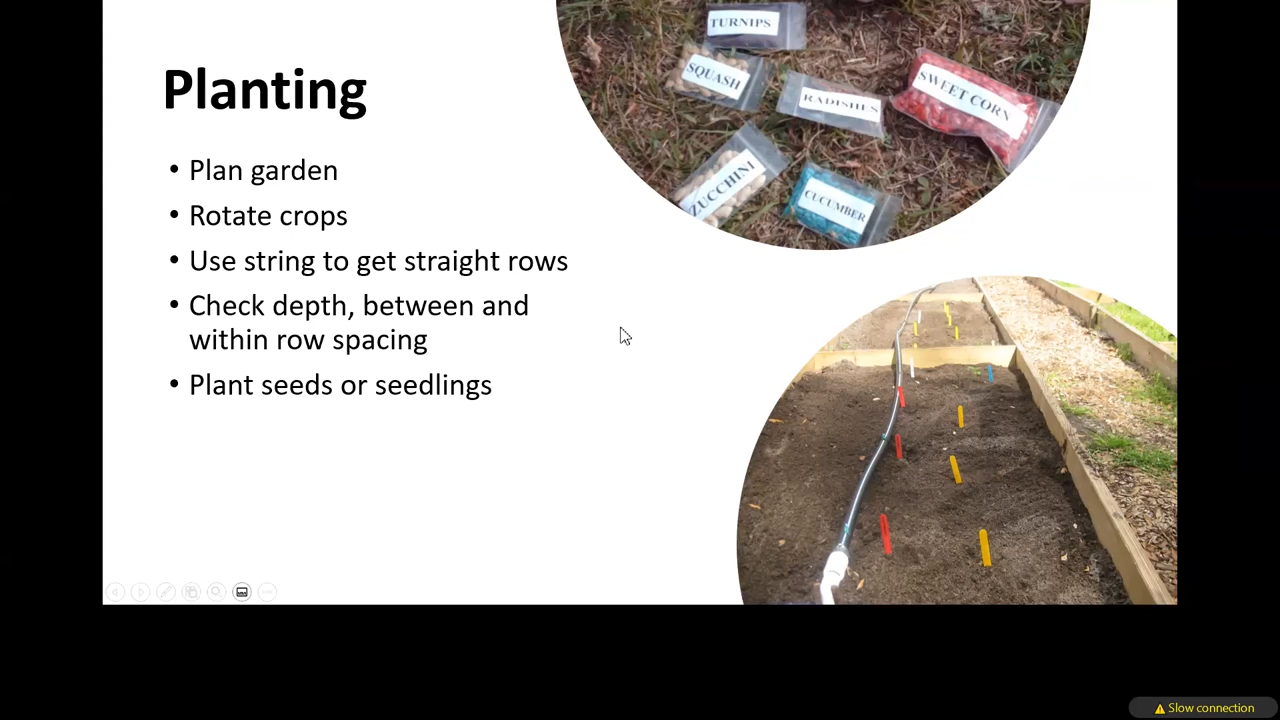 TURNIPS
SQUASH
RADISHES
SWEET CORN
ZUCCHINI
CUCUMBER
Planting
• Plan garden
• Rotate crops
• Use string to get straight rows
• Check depth, between and
within row spacing
• Plant seeds or seedlings
Slow connection